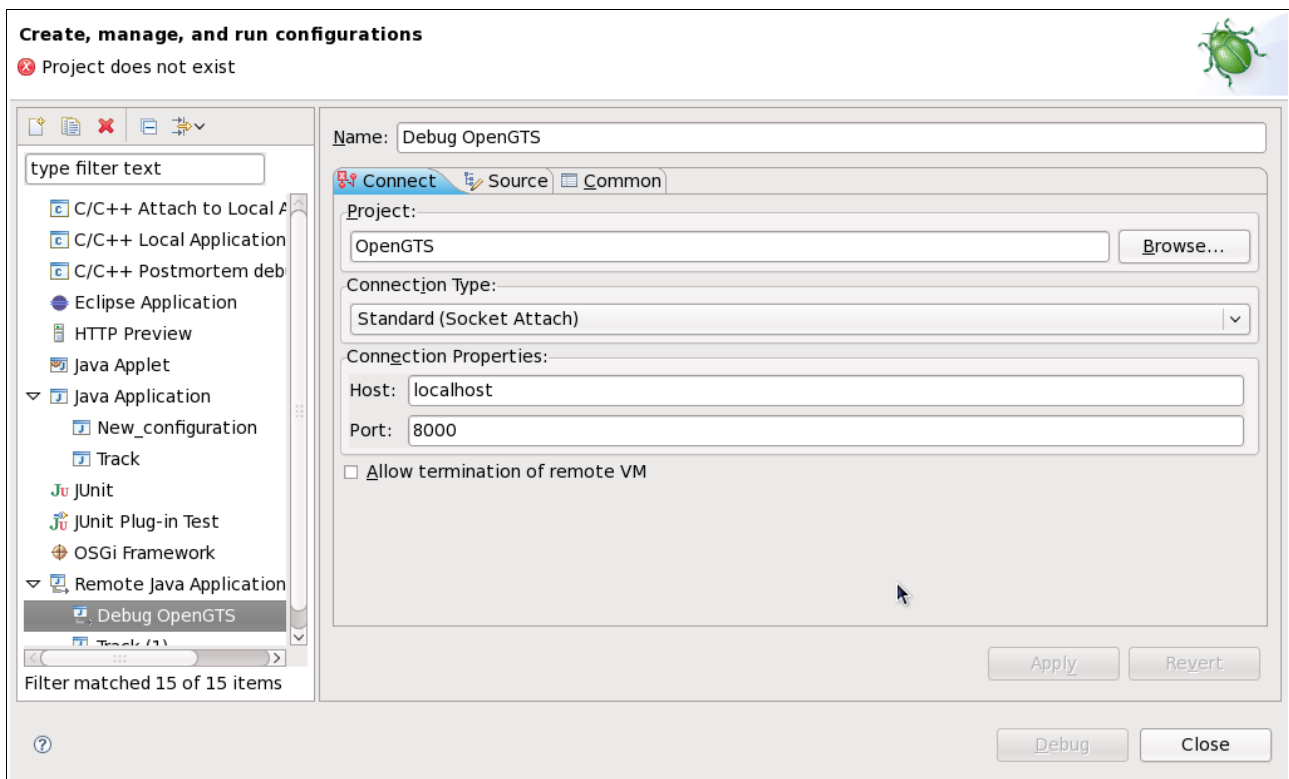 Create, manage, and run configurations
Project does not exist
type filter text
C/C++ Attach to Local A
C/C++ Local Application
C/C++ Postmortem deb
Eclipse Application
HTTP Preview
Java Applet
Java Application
New_configuration
Track
JUnit
JUnit Plug-in Test
OSGi Framework
Remote Java Application
Debug OpenGTS
Track (1)
Filter matched 15 of 15 items
Name: Debug OpenGTS
Connect Source Common
Project:
OpenGTS Browse...
Connection Type:
Standard (Socket Attach)
Connection Properties:
Host: localhost
Port: 8000
Allow termination of remote VM
Apply Revert
Debug Close